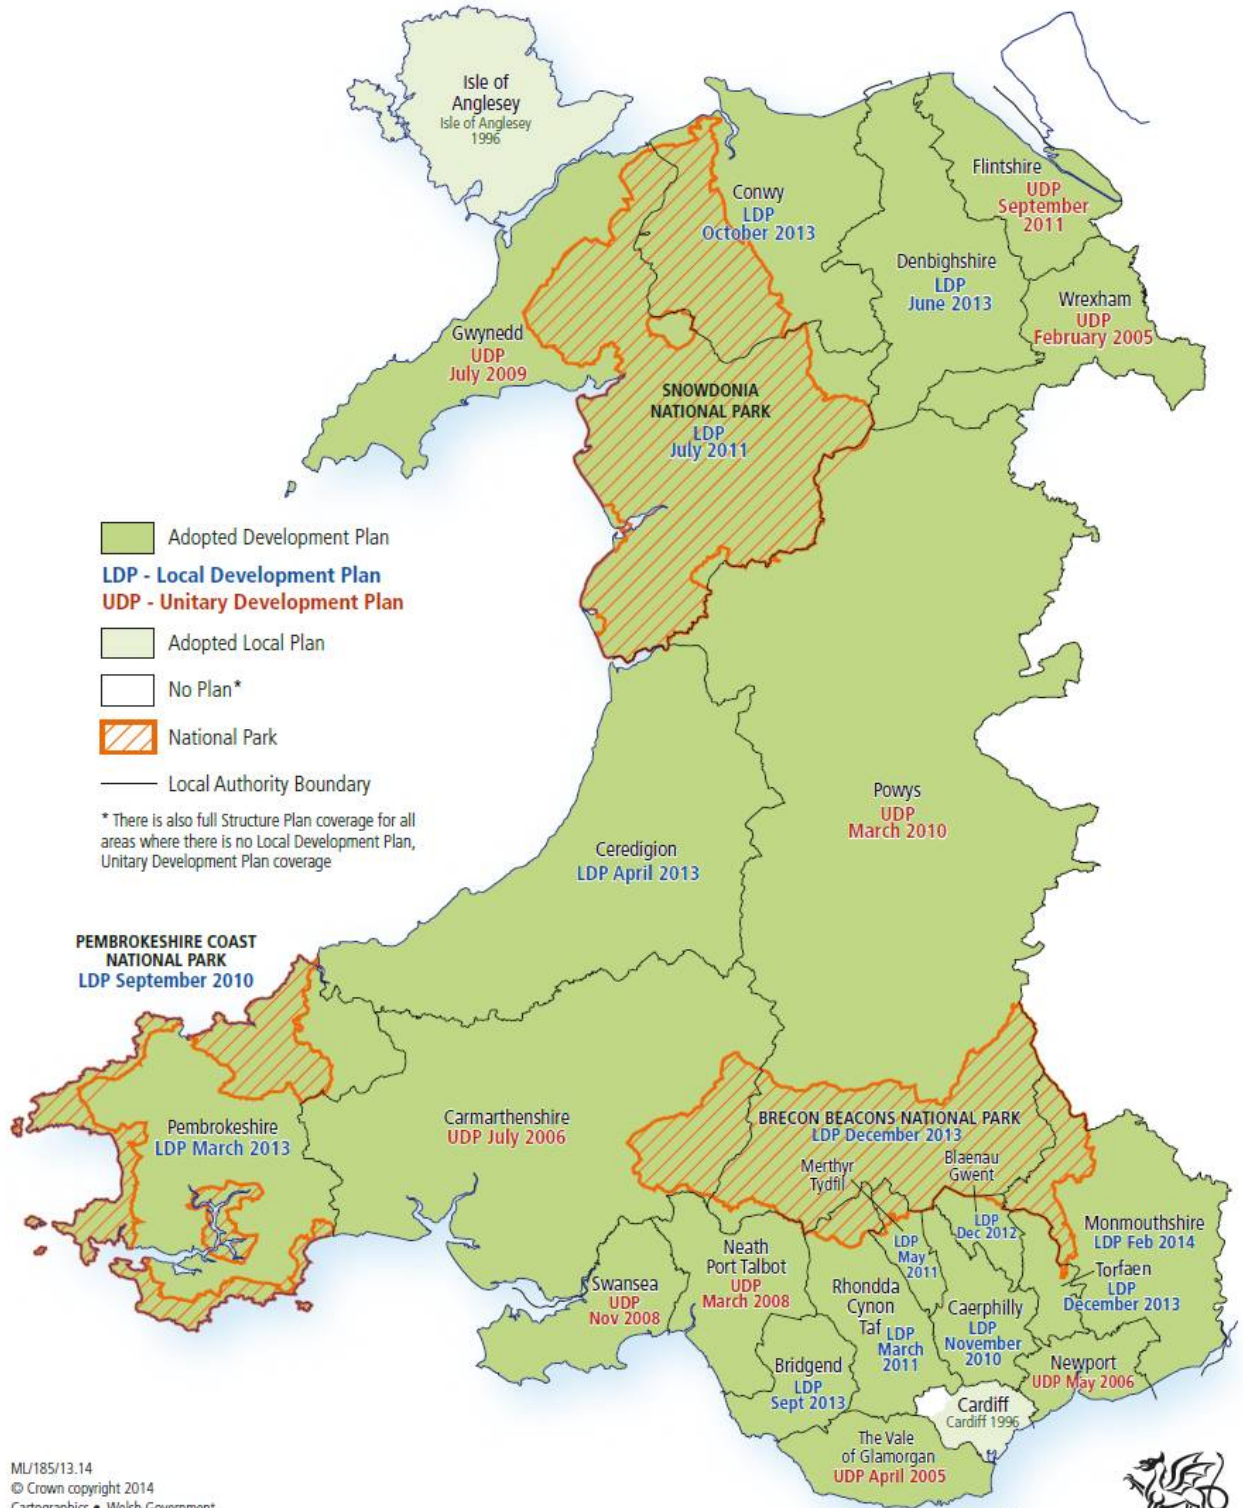 Isle of
Anglesey
Isle of Anglesey
1996
Flintshire
UDP
September
2011
Conwy
LDP
October 2013
Denbighshire
LDP
June 2013
Wrexham
UDP
February 2005
Gwynedd
UDP
July 2009
SNOWDONIA
NATIONAL PARK
LDP
July 2011
Adopted Development Plan
LDP - Local Development Plan
UDP - Unitary Development Plan
Adopted Local Plan
No Plan*
National Park
Local Authority Boundary
* There is also full Structure Plan coverage for all
areas where there is no Local Development Plan,
Unitary Development Plan coverage
Powys
UDP
March 2010
Ceredigion
LDP April 2013
PEMBROKESHIRE COAST
NATIONAL PARK
LDP September 2010
Pembrokeshire
LDP March 2013
Carmarthenshire
UDP July 2006
BRECON BEACONS NATIONAL PARK
LDP December 2013
Merthyr
Tydfil
LDP
May
2011
Blaenau
Gwent
LDP
Dec 2012
Monmouthshire
LDP Feb 2014
Torfaen
LDP
December 2013
Swansea
UDP
Nov 2008
Neath
Port Talbot
UDP
March 2008
Rhondda
Cynon
Taf
LDP
March
2011
Caerphilly
LDP
November
2010
Bridgend
LDP
Sept 2013
Newport
UDP May 2006
Cardiff
Cardiff 1996
The Vale
of Glamorgan
UDP April 2005
ML/185/13.14
© Crown copyright 2014
Cartographics • Welsh Government